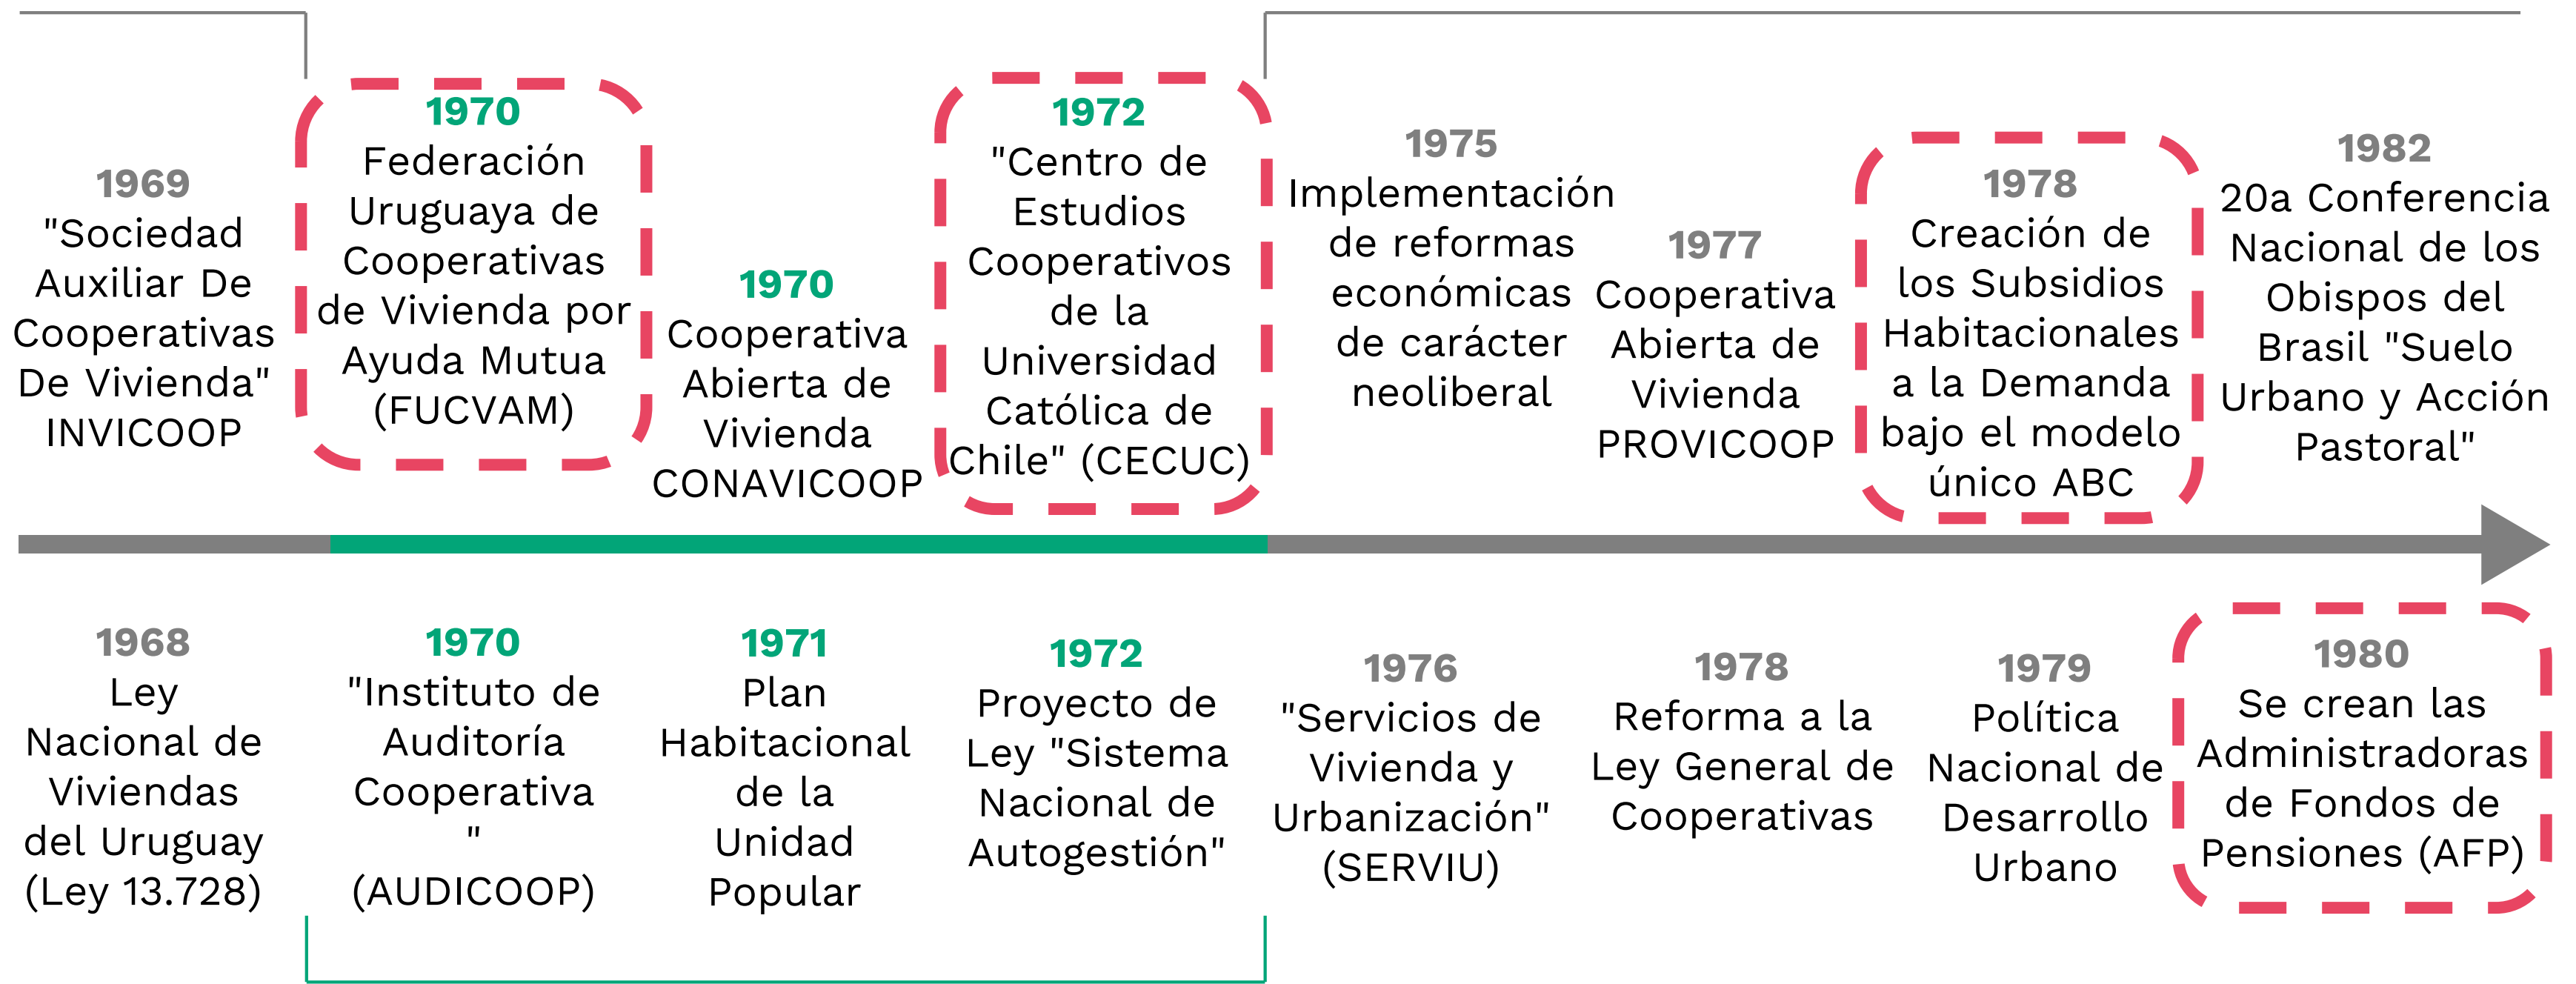 1969
"Sociedad
Auxiliar De
Cooperativas
De Vivienda"
INVICOOP
1970
Federación
Uruguaya de
Cooperativas
de Vivienda por
Ayuda Mutua
(FUCVAM)
1970
Cooperativa
Abierta de
Vivienda
CONAVICOOP
1972
"Centro de
Estudios
Cooperativos
de la
Universidad
Católica de
Chile" (CECUC)
1975
Implementación
de reformas
económicas
de carácter
neoliberal
1977
Cooperativa
Abierta de
Vivienda
PROVICOOP
1978
Creación de
los Subsidios
Habitacionales
a la Demanda
bajo el modelo
único ABC
1982
20a Conferencia
Nacional de los
Obispos del
Brasil "Suelo
Urbano y Acción
Pastoral"
1968
Ley
Nacional de
Viviendas
del Uruguay
(Ley 13.728)
1970
"Instituto de
Auditoría
Cooperativa
"
(AUDICOOP)
1971
Plan
Habitacional
de la
Unidad
Popular
1972
Proyecto de
Ley "Sistema
Nacional de
Autogestión"
1976
"Servicios de
Vivienda y
Urbanización"
(SERVIU)
1978
Reforma a la
Ley General de
Cooperativas
1979
Política
Nacional de
Desarrollo
Urbano
1980
Se crean las
Administradoras
de Fondos de
Pensiones (AFP)